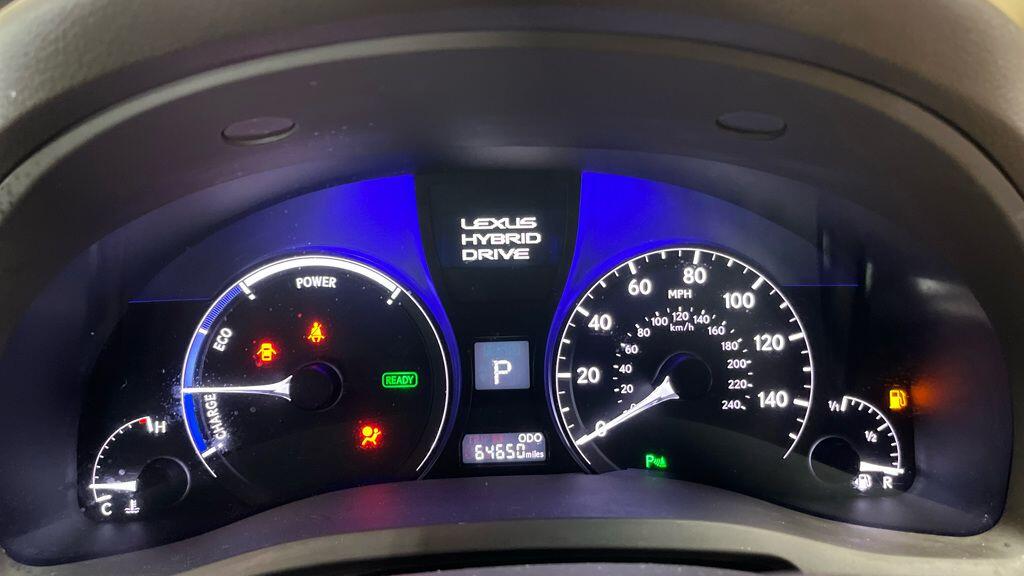 LEXUS
HYBRID
DRIVE
POWER
ECO
CHARGE
READY
H
C
P
ODO
64650 miles
MPH
km/h
0
20
40
60
80
100
120
140
20
40
60
80
100
120
140
160
180
200
220
240
P
1/1
1/2
R